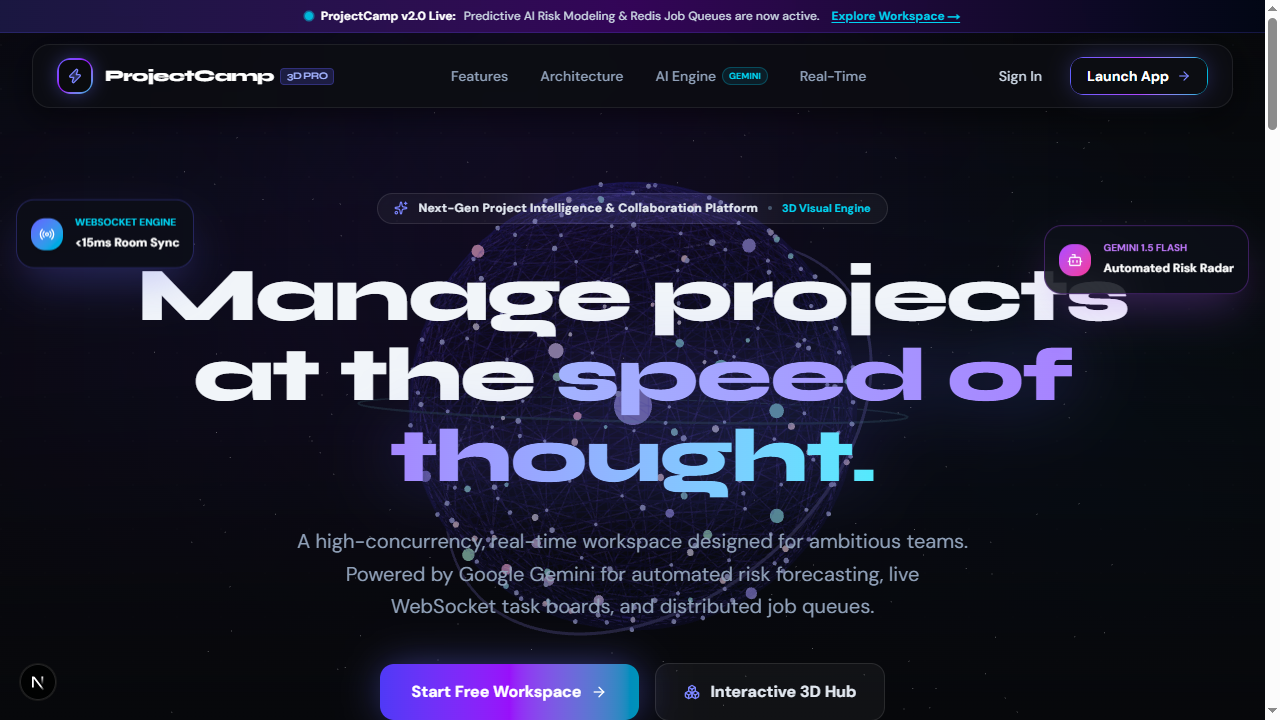 ProjectCamp v2.0 Live: Predictive AI Risk Modeling & Redis Job Queues are now active. Explore Workspace →
ProjectCamp 3D PRO Features Architecture AI Engine GEMINI Real-Time Sign In Launch App →
Next-Gen Project Intelligence & Collaboration Platform • 3D Visual Engine
WEBSOCKET ENGINE
<15ms Room Sync
GEMINI 1.5 FLASH
Automated Risk Radar
Manage projects
at the speed of
thought.
A high-concurrency, real-time workspace designed for ambitious teams.
Powered by Google Gemini for automated risk forecasting, live
WebSocket task boards, and distributed job queues.
Start Free Workspace → Interactive 3D Hub
N